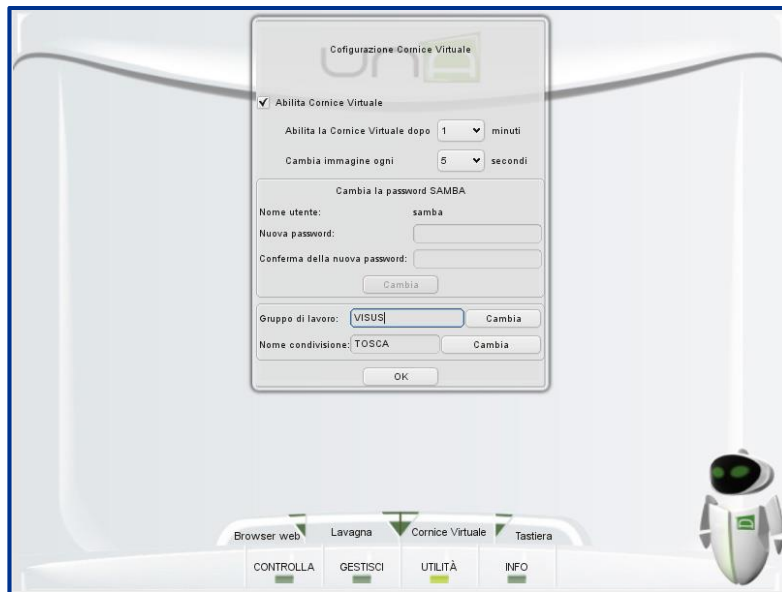 Cofigurazione Cornice Virtuale
una
Abilita Cornice Virtuale
Abilita la Cornice Virtuale dopo 1 minuti
Cambia immagine ogni 5 secondi
Cambia la password SAMBA
Nome utente: samba
Nuova password:
Conferma della nuova password:
Cambia
Gruppo di lavoro: VISUS Cambia
Nome condivisione: TOSCA Cambia
OK
Browser web Lavagna Cornice Virtuale Tastiera
CONTROLLA GESTISCI UTILITÀ INFO